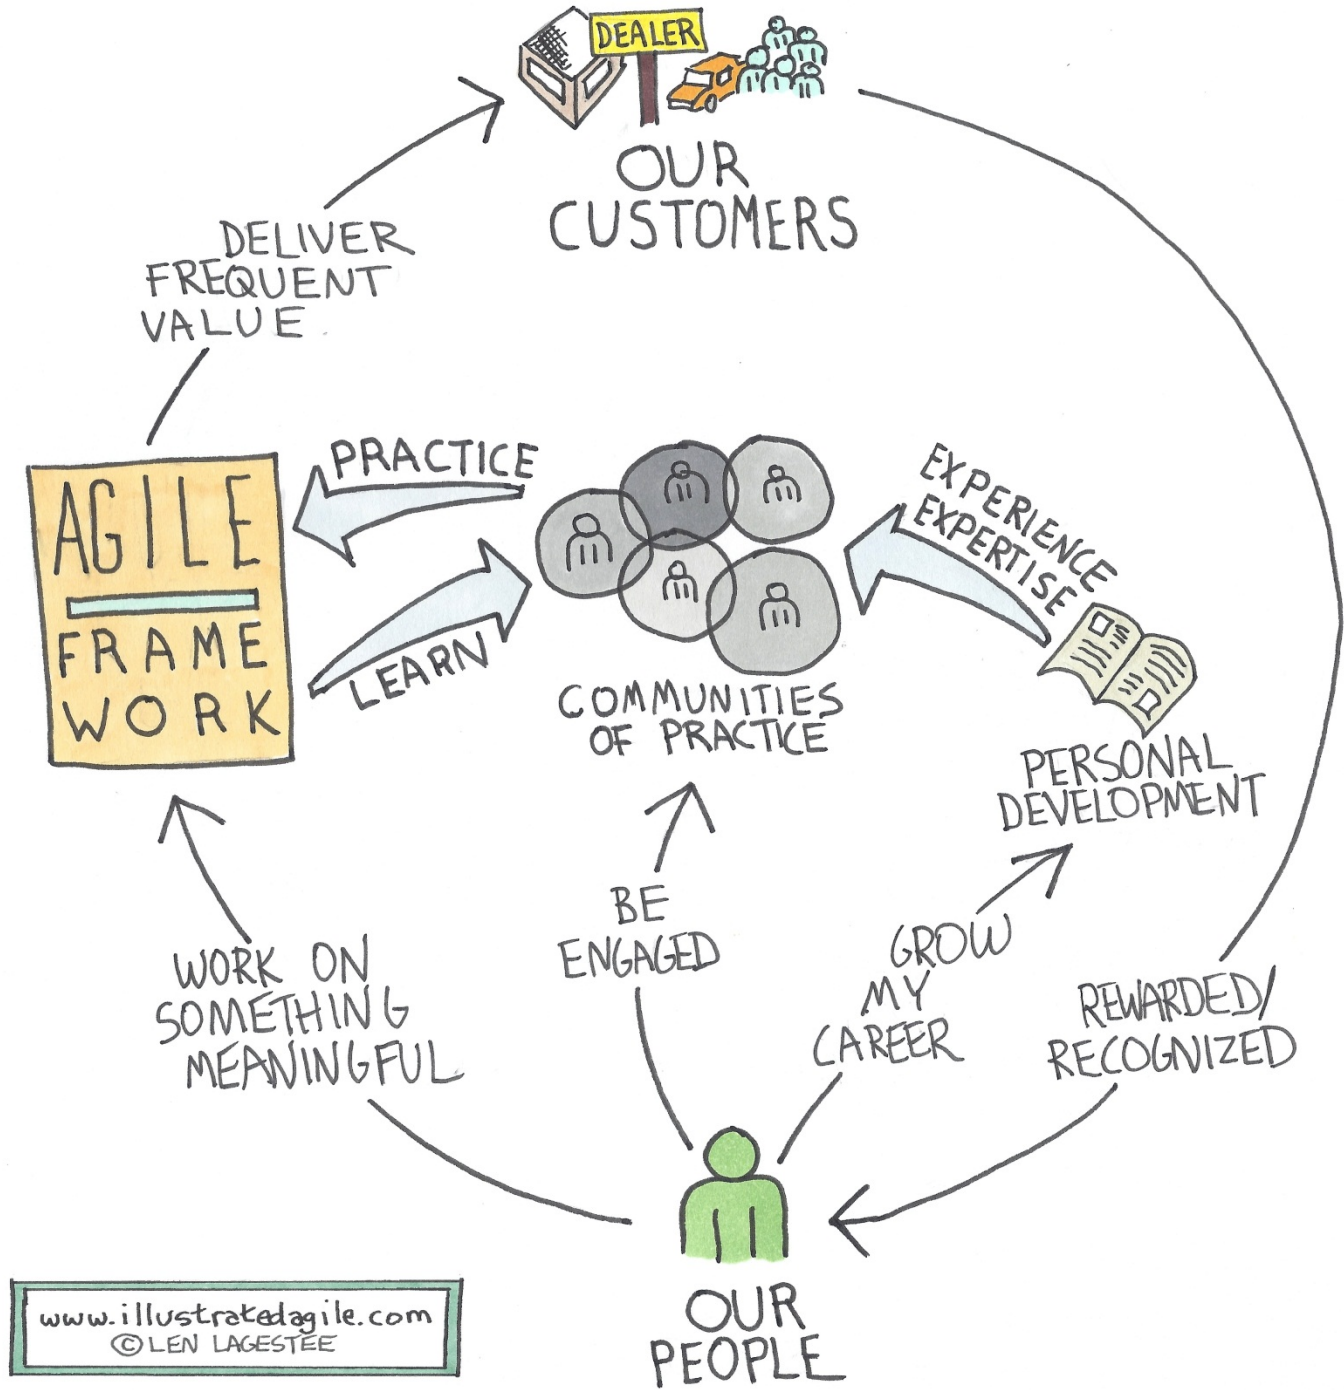 DEALER
OUR
CUSTOMERS
DELIVER
FREQUENT
VALUE
PRACTICE
AGILE
FRAME
WORK
LEARN
COMMUNITIES
OF PRACTICE
EXPERIENCE
EXPERTISE
PERSONAL
DEVELOPMENT
WORK ON
SOMETHING
MEANINGFUL
BE
ENGAGED
GROW
MY
CAREER
REWARDED/
RECOGNIZED
OUR
PEOPLE
www.illustratedagile.com
© LEN LAGESTEE